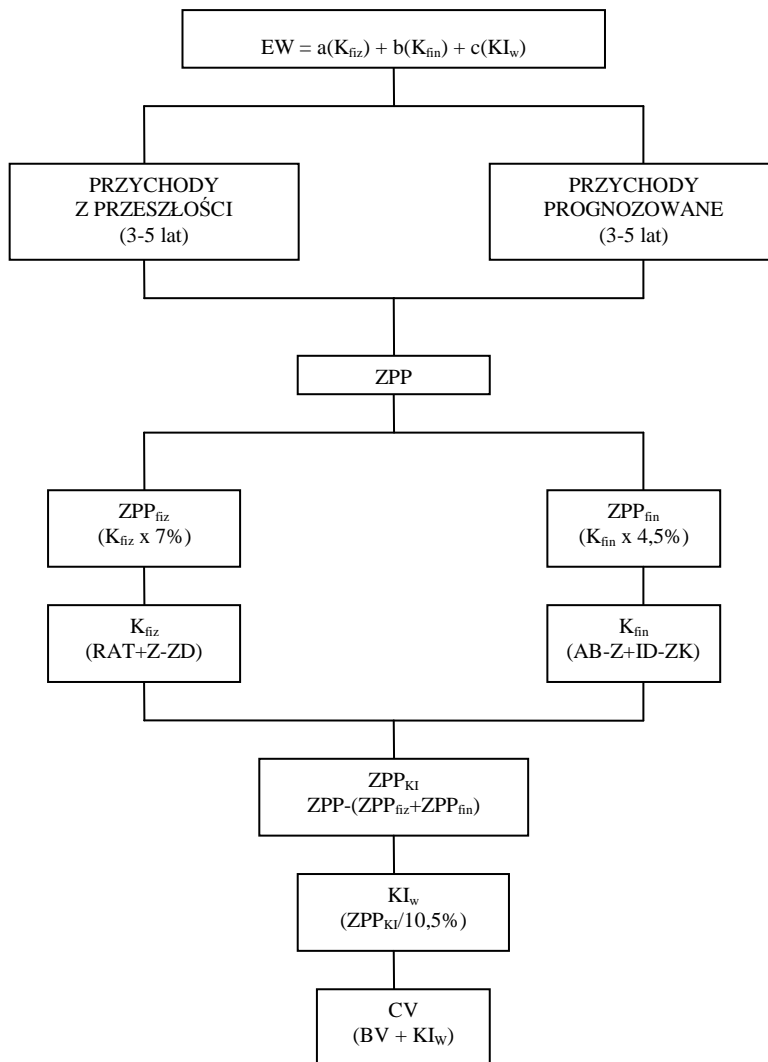 EW = a(K_fiz) + b(K_fin) + c(KI_w)
PRZYCHODY
Z PRZESZŁOŚCI
(3-5 lat)
PRZYCHODY
PROGNOZOWANE
(3-5 lat)
ZPP
ZPP_fiz
(K_fiz x 7%)
ZPP_fin
(K_fin x 4,5%)
K_fiz
(RAT+Z-ZD)
K_fin
(AB-Z+ID-ZK)
ZPP_KI
ZPP-(ZPP_fiz+ZPP_fin)
KI_w
(ZPP_KI/10,5%)
CV
(BV + KI_W)